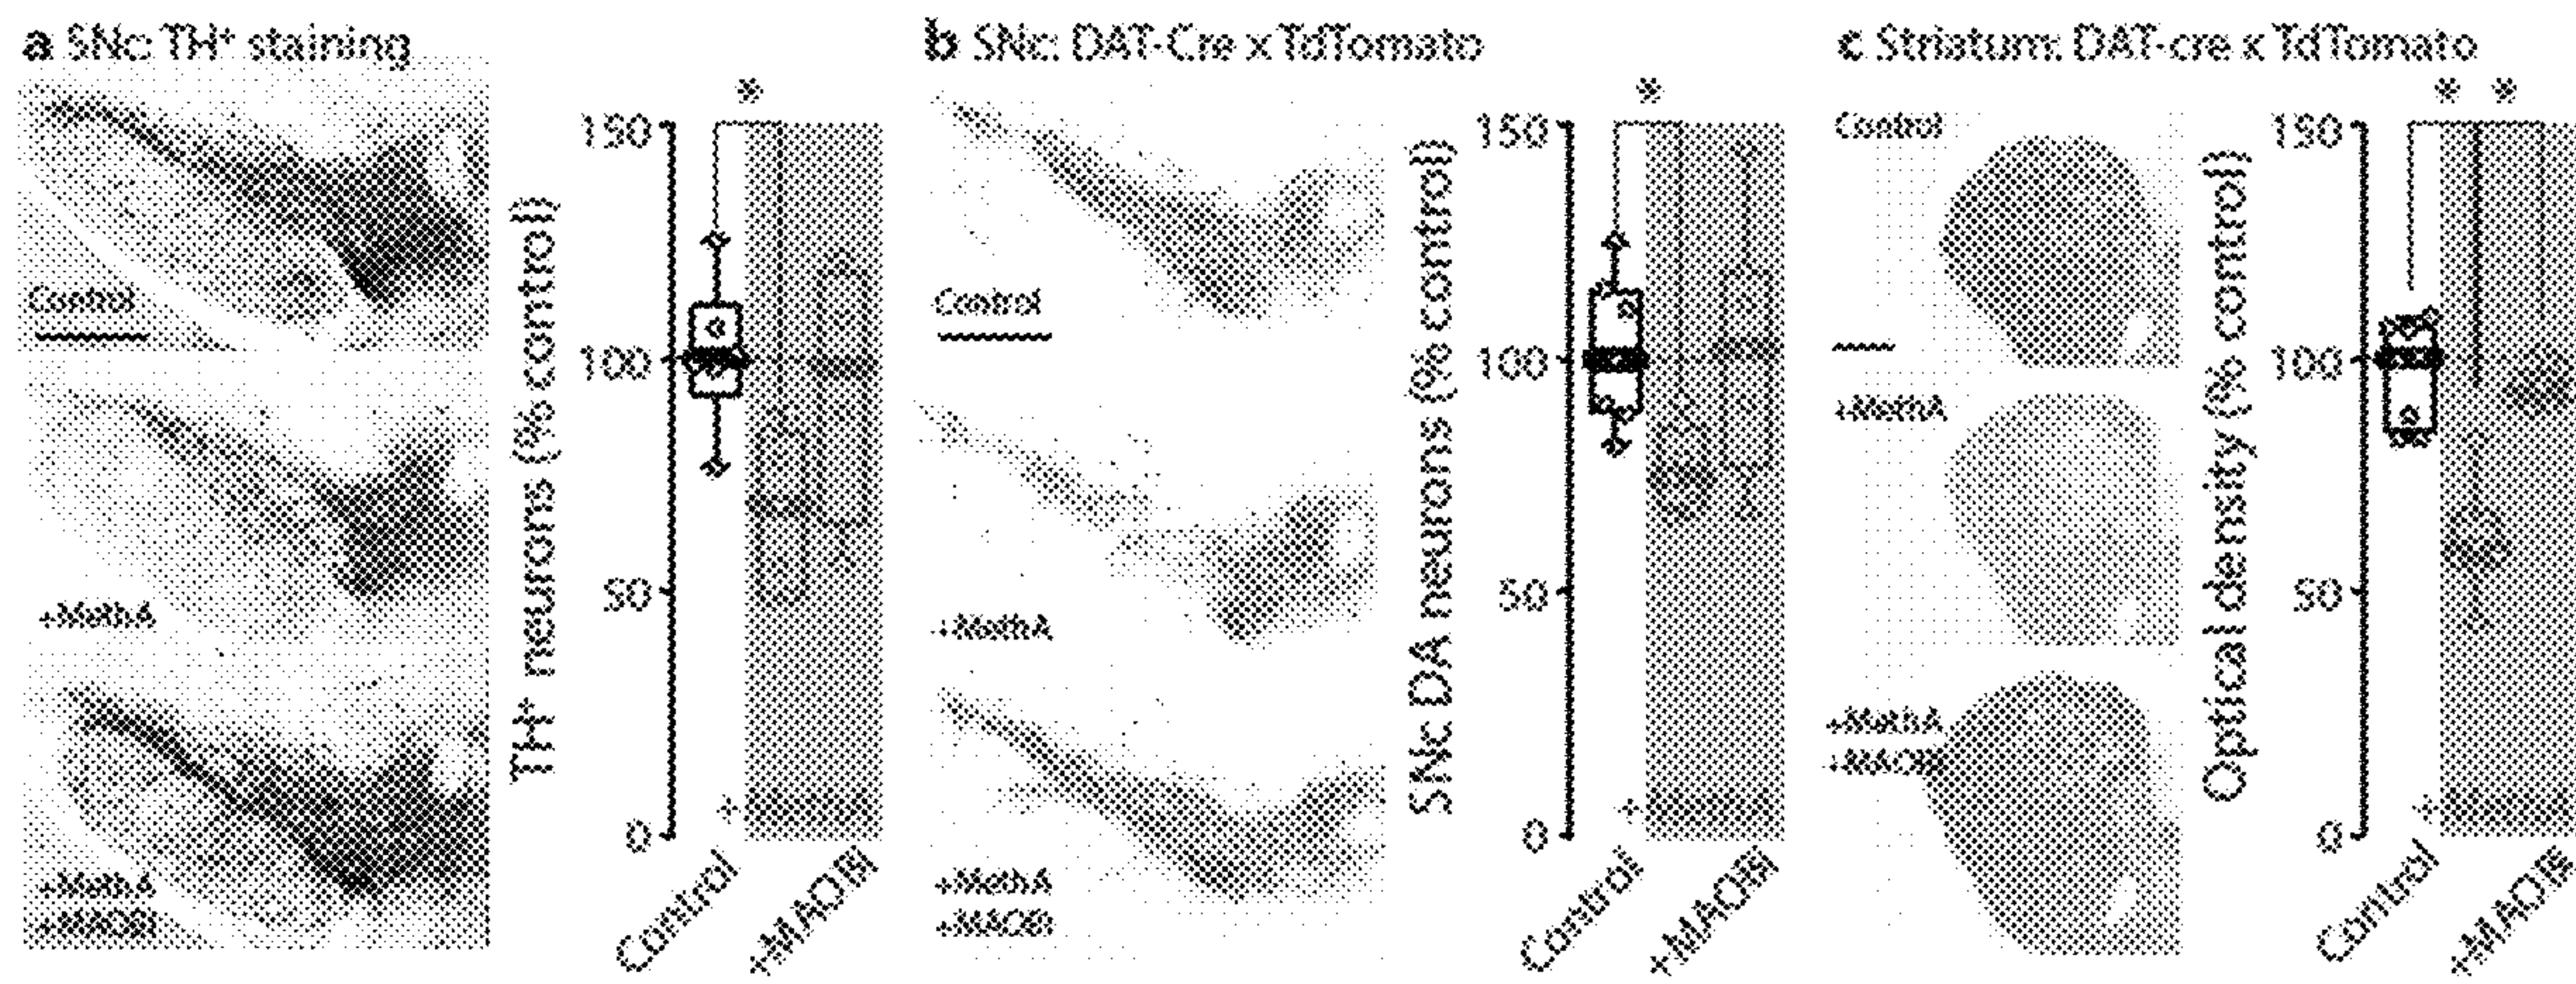 a SNc: TH⁺ staining
Control
+MethA
+MethA
+MAOBI
TH⁺ neurons (% control)
150
100
50
0
*
+
Control
+MAOBI
b SNc: DAT-Cre x TdTomato
Control
+MethA
+MethA
+MAOBI
SNc DA neurons (% control)
150
100
50
0
*
+
Control
+MAOBI
c Striatum: DAT-cre x TdTomato
Control
+MethA
+MethA
+MAOBI
Optical density (% control)
150
100
50
0
* *
+
Control
+MAOBI